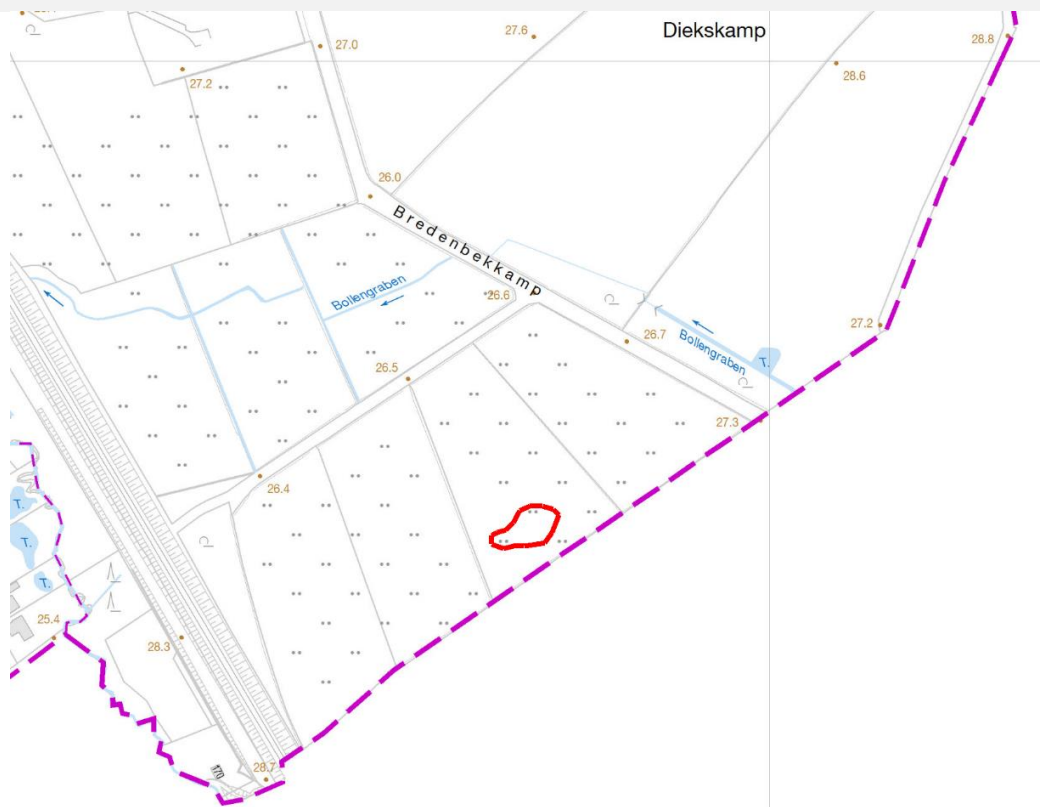 Diekskamp
27.6
27.0
28.8
27.2
28.6
26.0
Bredenbekkamp
Bollengraben
26.6
27.2
26.7
Bollengraben
T.
26.5
27.3
26.4
T.
T.
T.
25.4
28.3
28.7
170